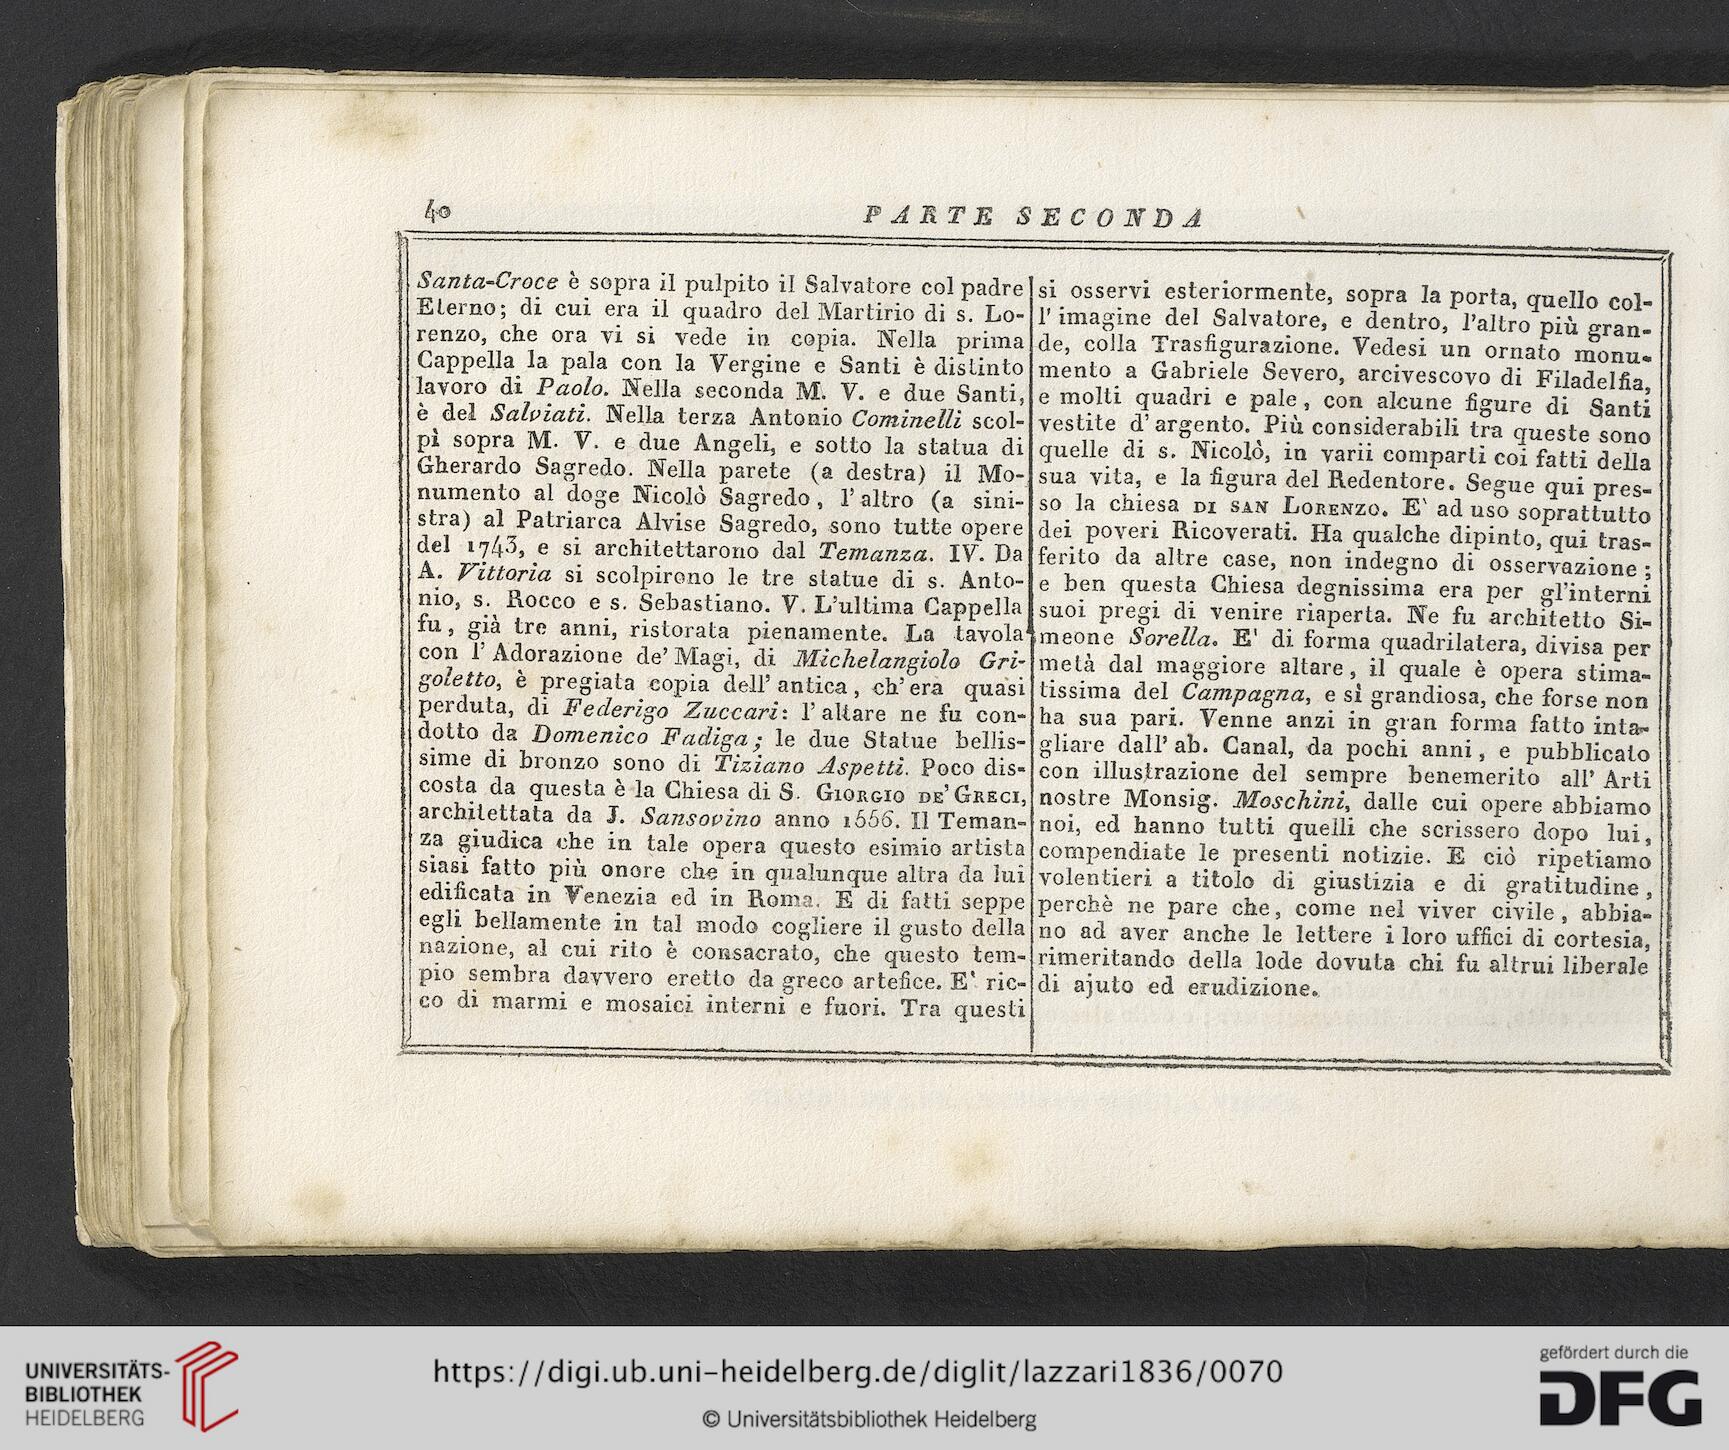 40
PARTE SECONDA
Santa-Croce è sopra il pulpito il Salvatore col padre
Eterno; di cui era il quadro del Martirio di s. Lo-
renzo, che ora vi si vede in copia. Nella prima
Cappella la pala con la Vergine e Santi è distinto
lavoro di Paolo. Nella seconda M. V. e due Santi,
è del Salviati. Nella terza Antonio Cominelli scol-
pì sopra M. V. e due Angeli, e sotto la statua di
Gherardo Sagredo. Nella parete (a destra) il Mo-
numento al doge Nicolò Sagredo, l'altro (a sini-
stra) al Patriarca Alvise Sagredo, sono tutte opere
del 1743, e si architettarono dal Temanza. IV. Da
A. Vittoria si scolpirono le tre statue di s. Anto-
nio, s. Rocco e s. Sebastiano. V. L'ultima Cappella
fu, già tre anni, ristorata pienamente. La tavola
con l'Adorazione de' Magi, di Michelangiolo Gri-
goletto, è pregiata copia dell'antica, ch'era quasi
perduta, di Federigo Zuccari: l'altare ne fu con-
dotto da Domenico Fadiga; le due Statue bellis-
sime di bronzo sono di Tiziano Aspetti. Poco dis-
costa da questa è la Chiesa di S. GIORGIO DE' GRECI,
architettata da J. Sansovino anno 1556. Il Teman-
za giudica che in tale opera questo esimio artista
siasi fatto più onore che in qualunque altra da lui
edificata in Venezia ed in Roma. E di fatti seppe
egli bellamente in tal modo cogliere il gusto della
nazione, al cui rito è consacrato, che questo tem-
pio sembra davvero eretto da greco artefice. E' ric-
co di marmi e mosaici interni e fuori. Tra questi
si osservi esteriormente, sopra la porta, quello col-
l'imagine del Salvatore, e dentro, l'altro più gran-
de, colla Trasfigurazione. Vedesi un ornato monu-
mento a Gabriele Severo, arcivescovo di Filadelfia,
e molti quadri e pale, con alcune figure di Santi
vestite d'argento. Più considerabili tra queste sono
quelle di s. Nicolò, in varii comparti coi fatti della
sua vita, e la figura del Redentore. Segue qui pres-
so la chiesa DI SAN LORENZO. E' ad uso soprattutto
dei poveri Ricoverati. Ha qualche dipinto, qui tras-
ferito da altre case, non indegno di osservazione;
e ben questa Chiesa degnissima era per gl'interni
suoi pregi di venire riaperta. Ne fu architetto Si-
meone Sorella. E' di forma quadrilatera, divisa per
metà dal maggiore altare, il quale è opera stima-
tissima del Campagna, e sì grandiosa, che forse non
ha sua pari. Venne anzi in gran forma fatto inta-
gliare dall'ab. Canal, da pochi anni, e pubblicato
con illustrazione del sempre benemerito all'Arti
nostre Monsig. Moschini, dalle cui opere abbiamo
noi, ed hanno tutti quelli che scrissero dopo lui,
compendiate le presenti notizie. E ciò ripetiamo
volentieri a titolo di giustizia e di gratitudine,
perchè ne pare che, come nel viver civile, abbia-
no ad aver anche le lettere i loro uffici di cortesia,
rimeritando della lode dovuta chi fu altrui liberale
di ajuto ed erudizione.
UNIVERSITÄTS-
BIBLIOTHEK
HEIDELBERG
https://digi.ub.uni-heidelberg.de/diglit/lazzari1836/0070
© Universitätsbibliothek Heidelberg
gefördert durch die
DFG